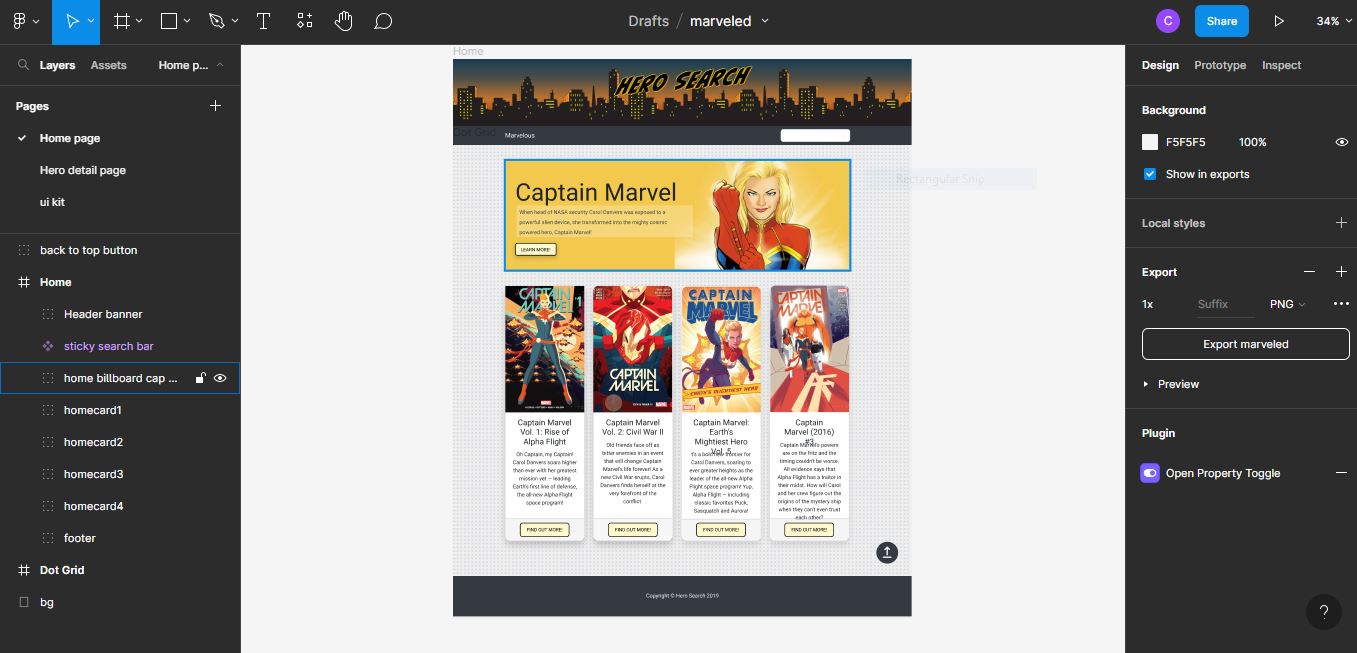 Drafts / marveled
C
Share
34%
Layers
Assets
Home p...
Pages
Home page
Hero detail page
ui kit
back to top button
Home
Header banner
sticky search bar
home billboard cap ...
homecard1
homecard2
homecard3
homecard4
footer
Dot Grid
bg
Home
HERO SEARCH
Dot Grid
Marvelous
Rectangular Snip
Captain Marvel
When head of NASA security Carol Danvers was exposed to a
powerful alien device, she transformed into the mighty cosmic
powered hero, Captain Marvel!
LEARN MORE!
CAPTAIN
MARVEL
1
CAPTAIN
MARVEL
CAPTAIN
MARVEL
EARTH'S MIGHTIEST HERO
CAPTAIN
MARVEL
Captain Marvel
Vol. 1: Rise of
Alpha Flight
Oh Captain, my Captain!
Carol Danvers soars higher
than ever with her greatest
mission yet — leading
Earth's first line of defense,
the all-new Alpha Flight
space program!
FIND OUT MORE!
Captain Marvel
Vol. 2: Civil War II
Old friends face off as
bitter enemies in an event
that will change Captain
Marvel's life forever! As a
new Civil War erupts, Carol
Danvers finds herself at the
very forefront of the
conflict
FIND OUT MORE!
Captain Marvel:
Earth's
Mightiest Hero
Vol. 5
It's a bold new frontier for
Carol Danvers, soaring to
ever greater heights as the
leader of the all-new Alpha
Flight space program! Yup,
Alpha Flight — including
classic favorites Puck,
Sasquatch and Aurora!
FIND OUT MORE!
Captain
Marvel (2016)
#3
Captain Marvel's powers
are on the fritz and the
timing couldn't be worse.
All evidence says that
Alpha Flight has a traitor in
their midst. How will Carol
and her crew figure out the
origins of the mystery ship
when they can't even trust
each other?
FIND OUT MORE!
Copyright © Hero Search 2019
Design
Prototype
Inspect
Background
F5F5F5
100%
Show in exports
Local styles
Export
1x
Suffix
PNG
Export marveled
Preview
Plugin
Open Property Toggle
?